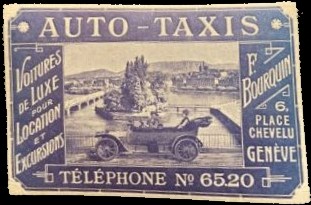 AUTO-TAXIS
VOITURES
DE LUXE
POUR
LOCATION
ET
EXCURSIONS
F.
BOURQUIN
6,
PLACE
CHEVELU
GENÈVE
TÉLÉPHONE No 65.20